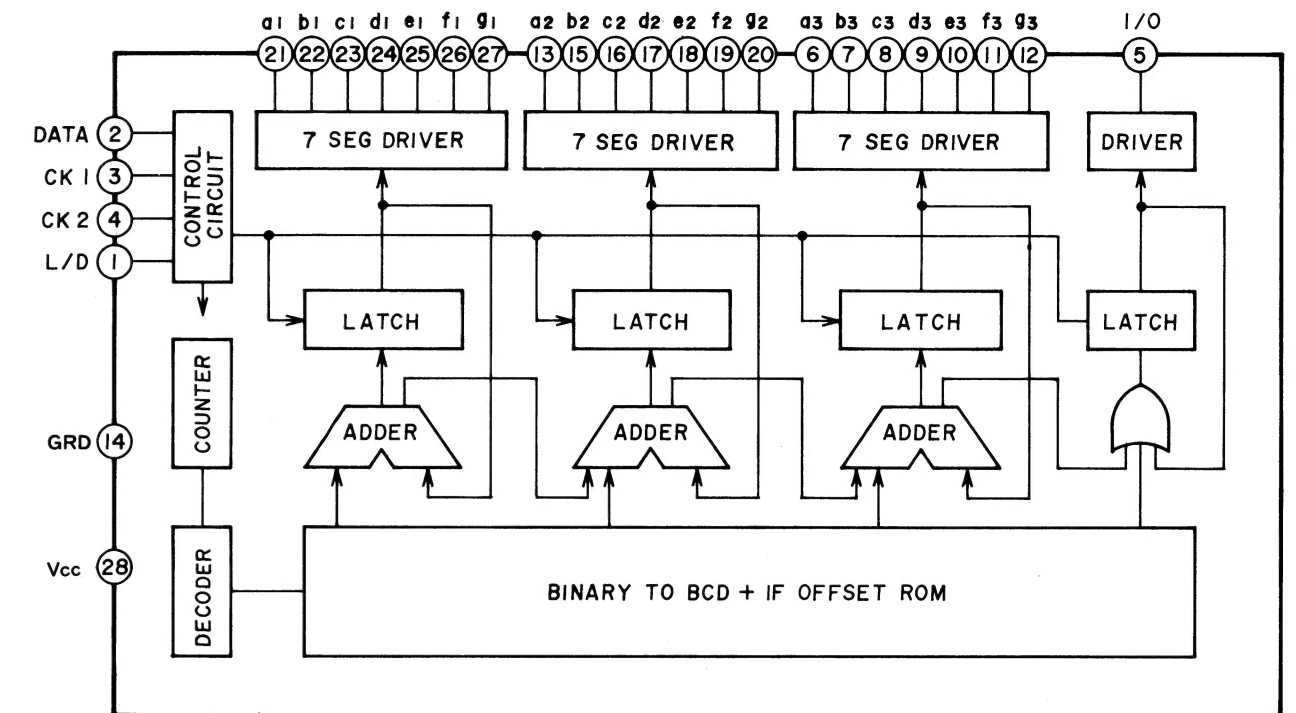 a1 b1 c1 d1 e1 f1 g1 a2 b2 c2 d2 e2 f2 g2 a3 b3 c3 d3 e3 f3 g3 1/0
21 22 23 24 25 26 27 13 15 16 17 18 19 20 6 7 8 9 10 11 12 5
DATA 2
CK 1 3
CK 2 4
L/D 1
CONTROL
CIRCUIT
7 SEG DRIVER 7 SEG DRIVER 7 SEG DRIVER DRIVER
LATCH LATCH LATCH LATCH
COUNTER
ADDER ADDER ADDER
GRD 14
Vcc 28
DECODER
BINARY TO BCD + IF OFFSET ROM